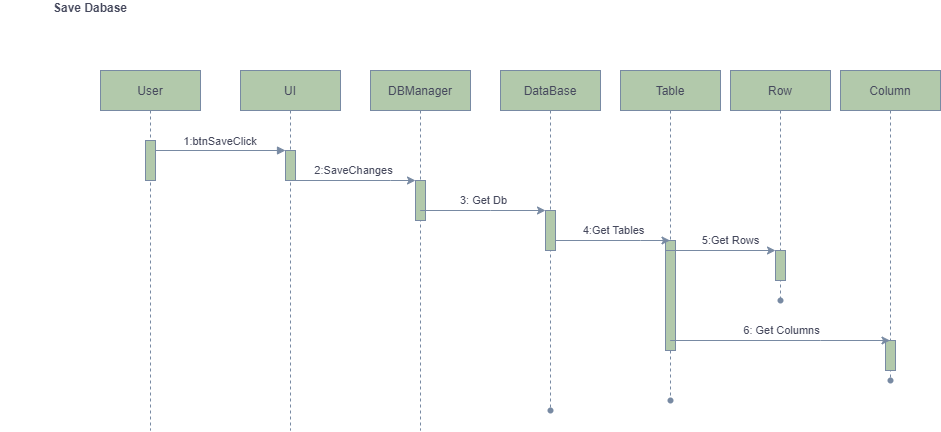 Save Dabase
User
UI
DBManager
DataBase
Table
Row
Column
1:btnSaveClick
2:SaveChanges
3: Get Db
4:Get Tables
5:Get Rows
6: Get Columns